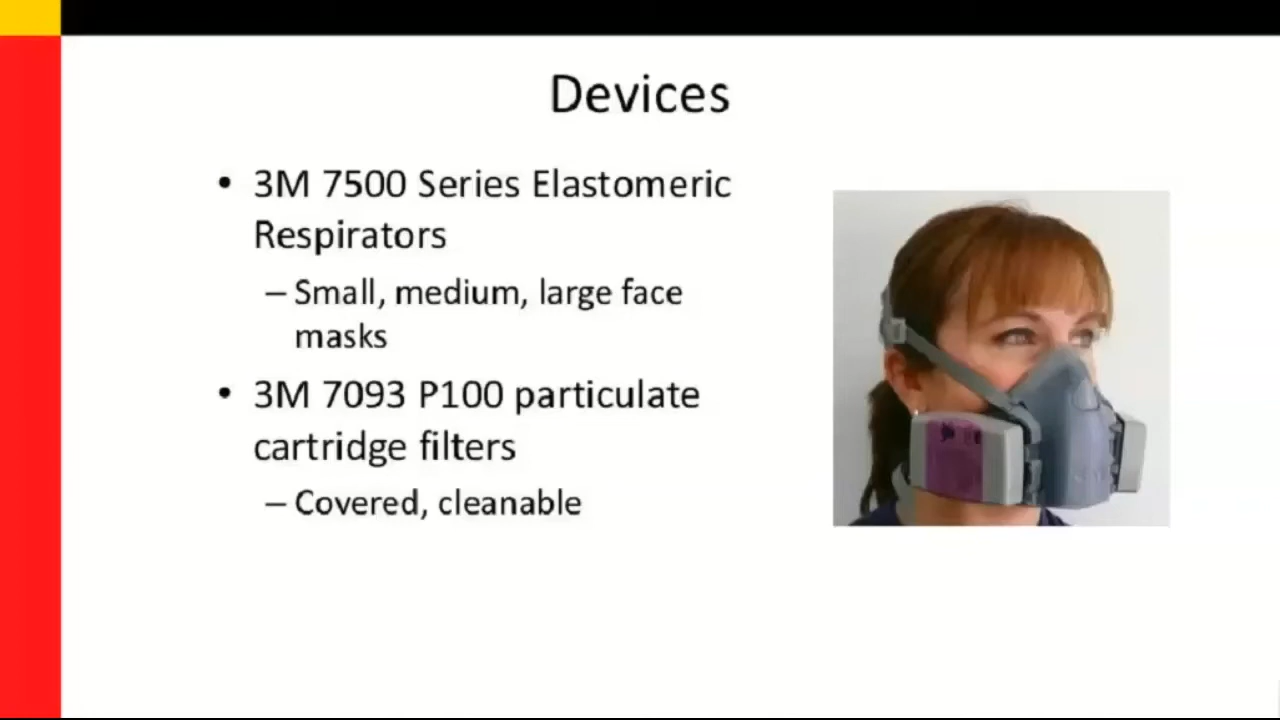 Devices
• 3M 7500 Series Elastomeric
Respirators
– Small, medium, large face
masks
• 3M 7093 P100 particulate
cartridge filters
– Covered, cleanable